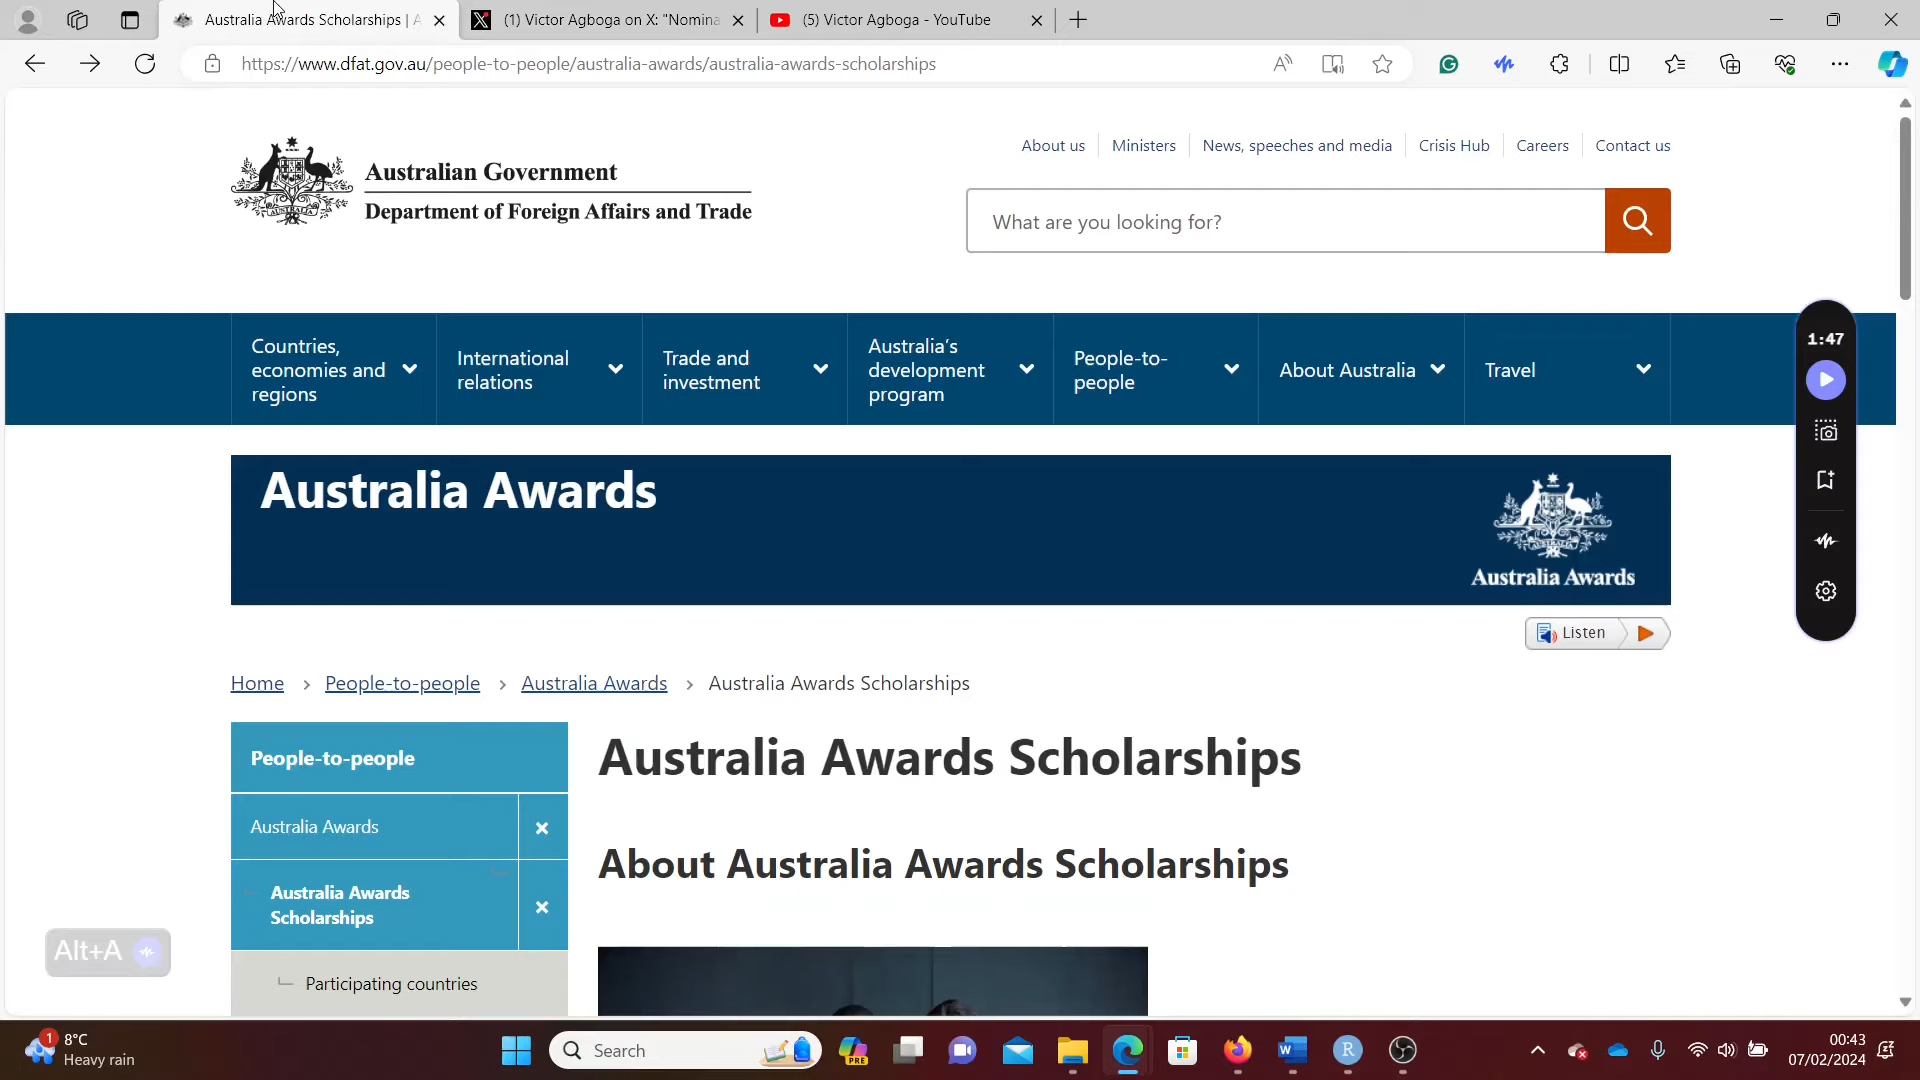 Australia Awards Scholarships | A
(1) Victor Agboga on X: "Nomina
(5) Victor Agboga - YouTube
https://www.dfat.gov.au/people-to-people/australia-awards/australia-awards-scholarships
About us
Ministers
News, speeches and media
Crisis Hub
Careers
Contact us
Australian Government
Department of Foreign Affairs and Trade
What are you looking for?
Countries,
economies and
regions
International
relations
Trade and
investment
Australia's
development
program
People-to-
people
About Australia
Travel
1:47
Australia Awards
Australia Awards
Listen
Home
People-to-people
Australia Awards
Australia Awards Scholarships
People-to-people
Australia Awards
Australia Awards
Scholarships
Participating countries
Australia Awards Scholarships
About Australia Awards Scholarships
Alt+A
1
8°C
Heavy rain
Search
PRE
00:43
07/02/2024